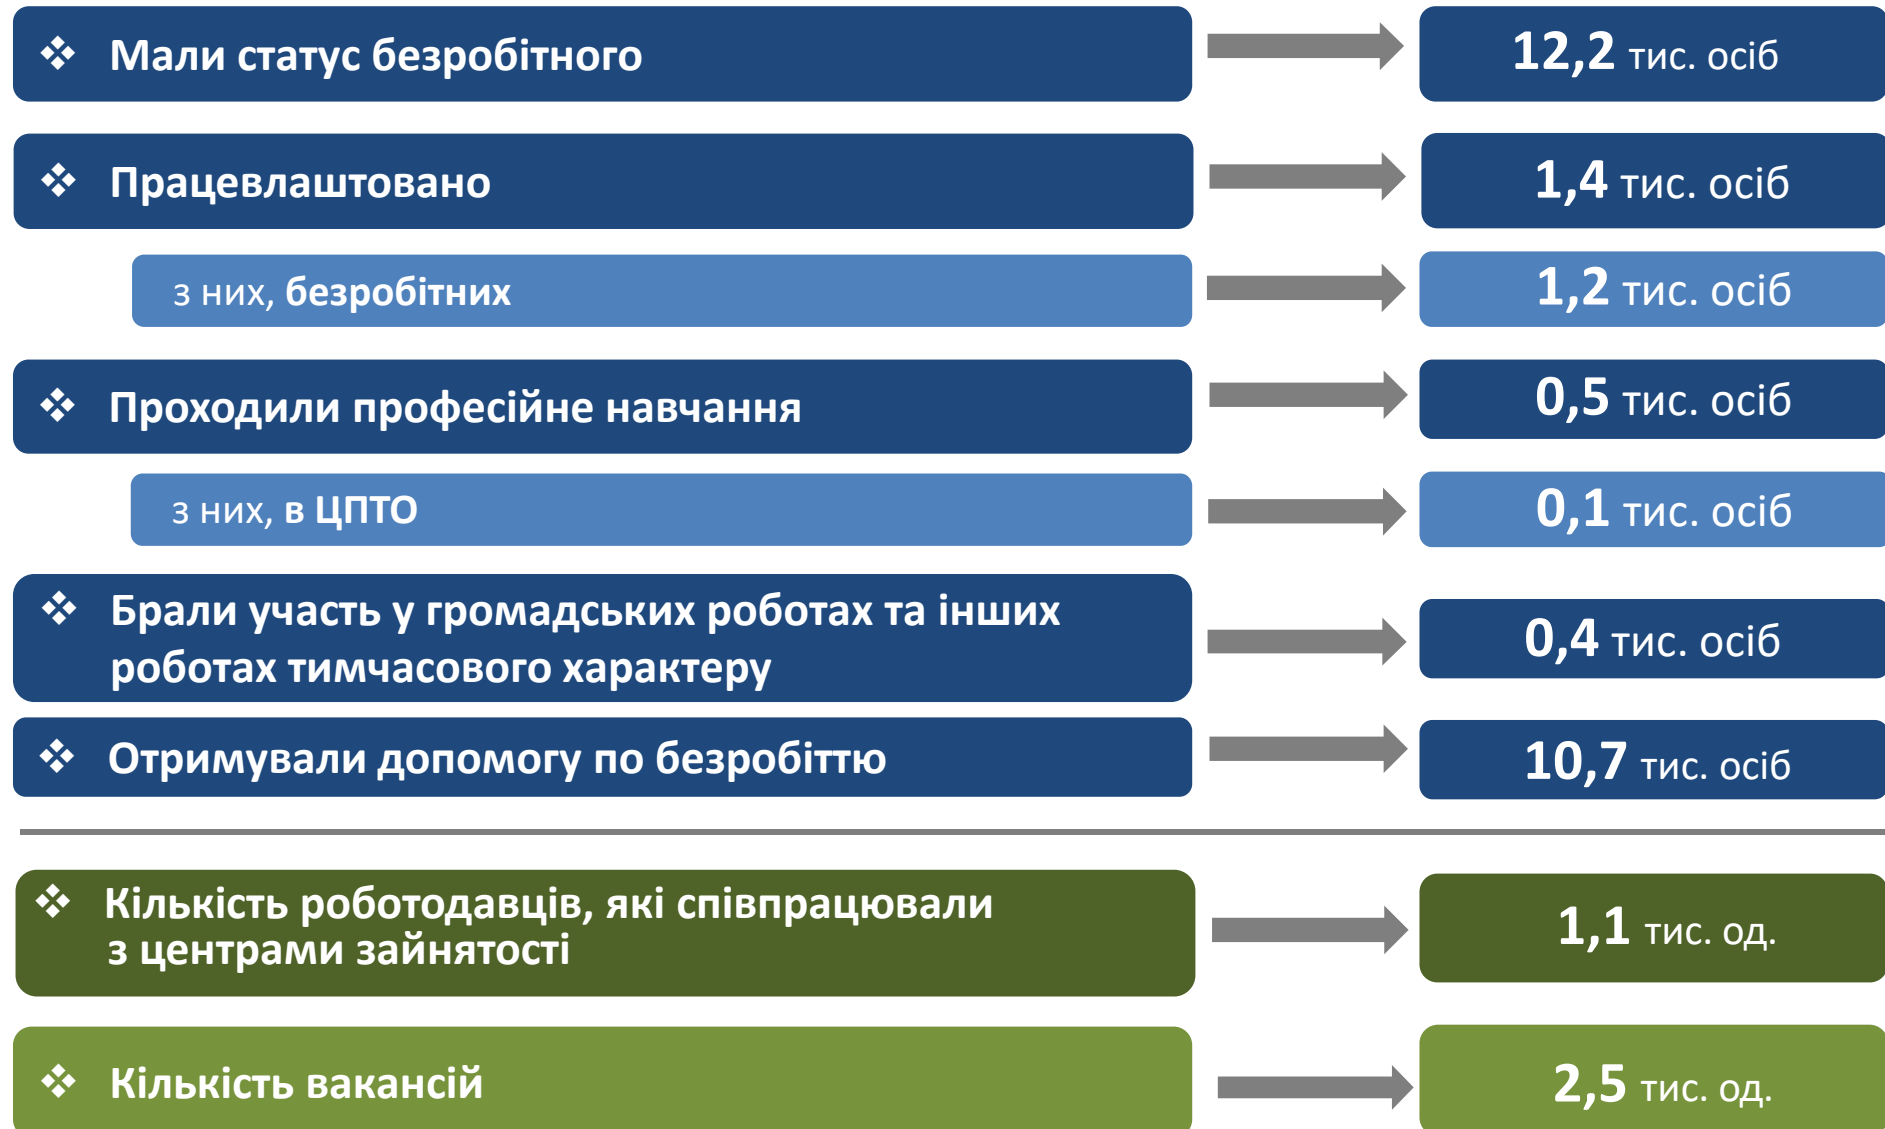 ❖ Мали статус безробітного
12,2 тис. осіб
❖ Працевлаштовано
1,4 тис. осіб
з них, безробітних
1,2 тис. осіб
❖ Проходили професійне навчання
0,5 тис. осіб
з них, в ЦПТО
0,1 тис. осіб
❖ Брали участь у громадських роботах та інших
роботах тимчасового характеру
0,4 тис. осіб
❖ Отримували допомогу по безробіттю
10,7 тис. осіб
❖ Кількість роботодавців, які співпрацювали
з центрами зайнятості
1,1 тис. од.
❖ Кількість вакансій
2,5 тис. од.